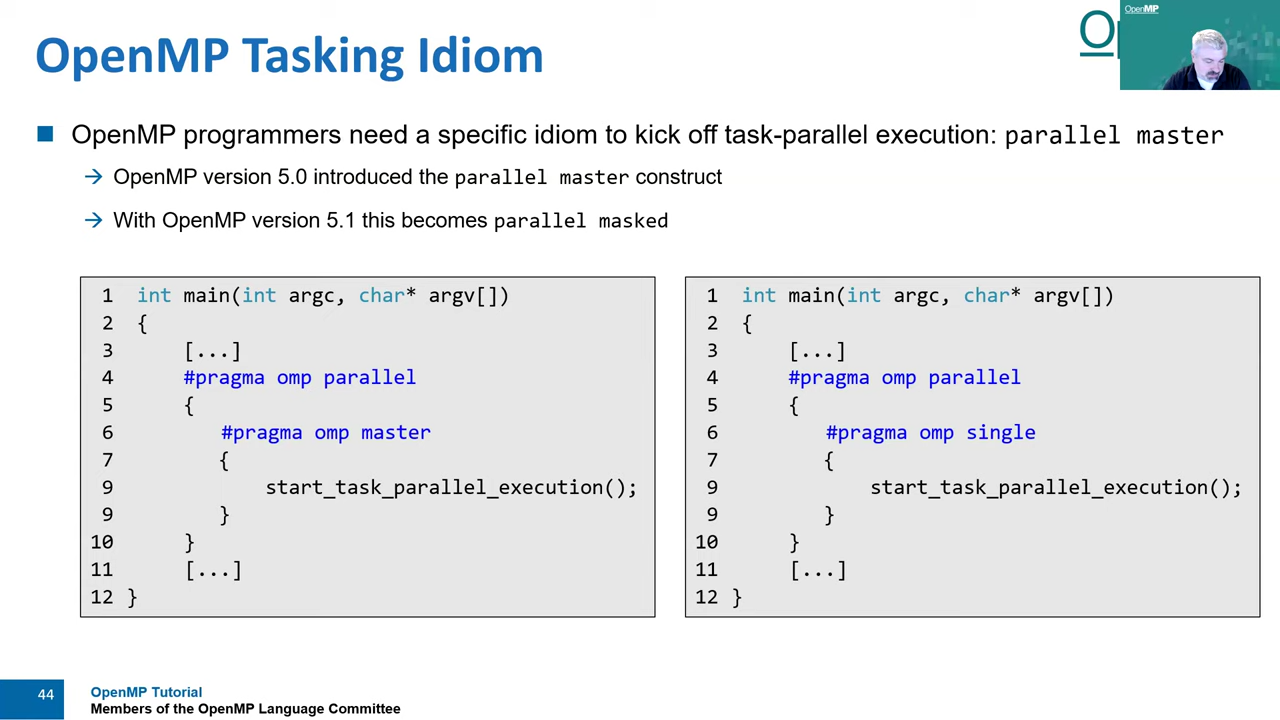 OpenMP Tasking Idiom
OpenMP
OpenMP programmers need a specific idiom to kick off task-parallel execution: parallel master
→ OpenMP version 5.0 introduced the parallel master construct
→ With OpenMP version 5.1 this becomes parallel masked
1 int main(int argc, char* argv[])
2 {
3 [...]
4 #pragma omp parallel
5 {
6 #pragma omp master
7 {
9 start_task_parallel_execution();
9 }
10 }
11 [...]
12 }
1 int main(int argc, char* argv[])
2 {
3 [...]
4 #pragma omp parallel
5 {
6 #pragma omp single
7 {
9 start_task_parallel_execution();
9 }
10 }
11 [...]
12 }
44
OpenMP Tutorial
Members of the OpenMP Language Committee